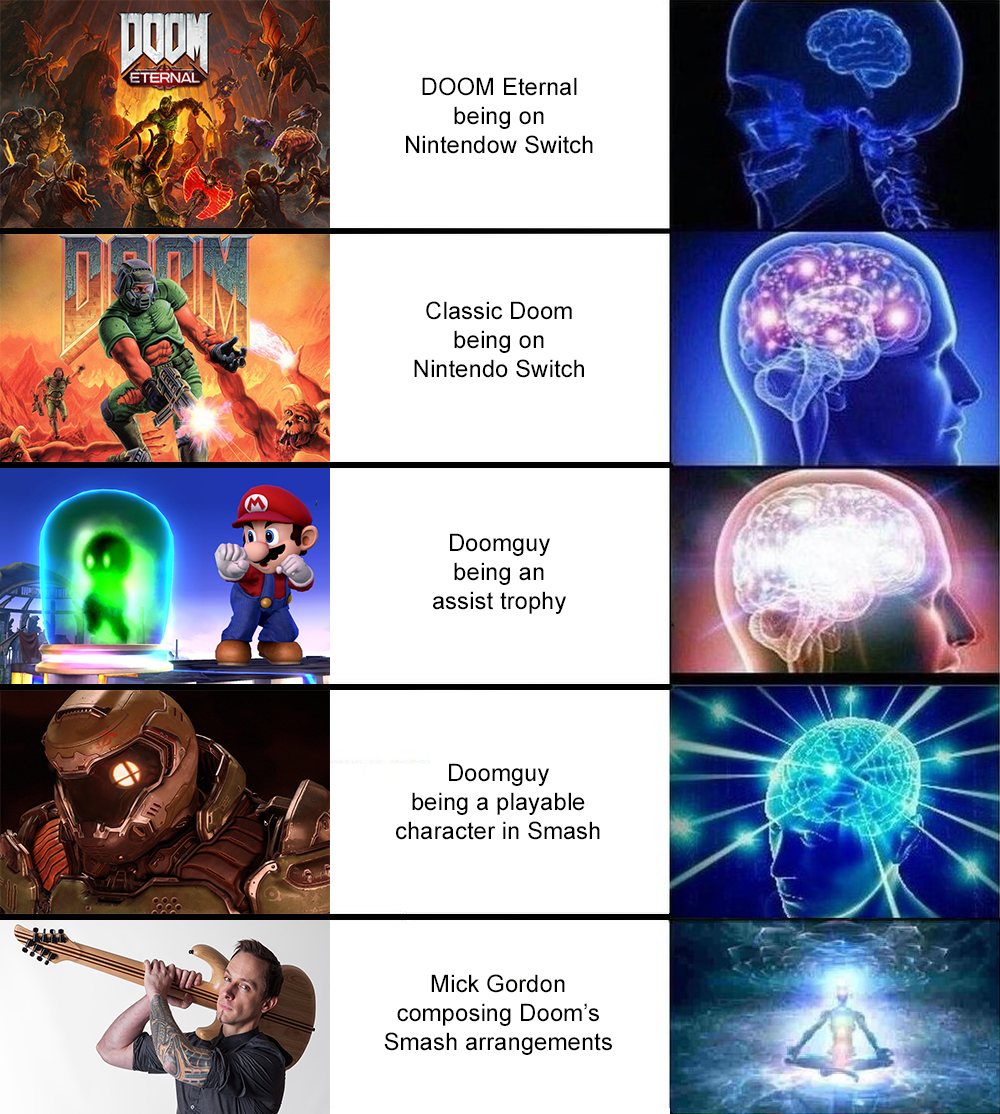 DOOM
ETERNAL
DOOM Eternal
being on
Nintendow Switch
DOOM
Classic Doom
being on
Nintendo Switch
M
Doomguy
being an
assist trophy
Doomguy
being a playable
character in Smash
Mick Gordon
composing Doom’s
Smash arrangements